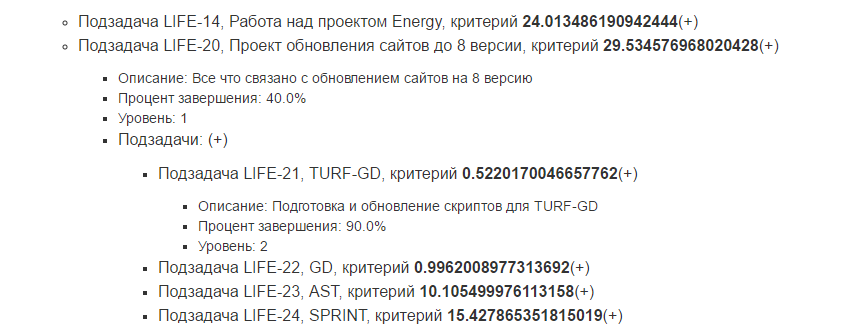 Подзадача LIFE-14, Работа над проектом Energy, критерий 24.013486190942444(+)
Подзадача LIFE-20, Проект обновления сайтов до 8 версии, критерий 29.534576968020428(+)
Описание: Все что связано с обновлением сайтов на 8 версию
Процент завершения: 40.0%
Уровень: 1
Подзадачи: (+)
Подзадача LIFE-21, TURF-GD, критерий 0.5220170046657762(+)
Описание: Подготовка и обновление скриптов для TURF-GD
Процент завершения: 90.0%
Уровень: 2
Подзадача LIFE-22, GD, критерий 0.9962008977313692(+)
Подзадача LIFE-23, AST, критерий 10.105499976113158(+)
Подзадача LIFE-24, SPRINT, критерий 15.427865351815019(+)